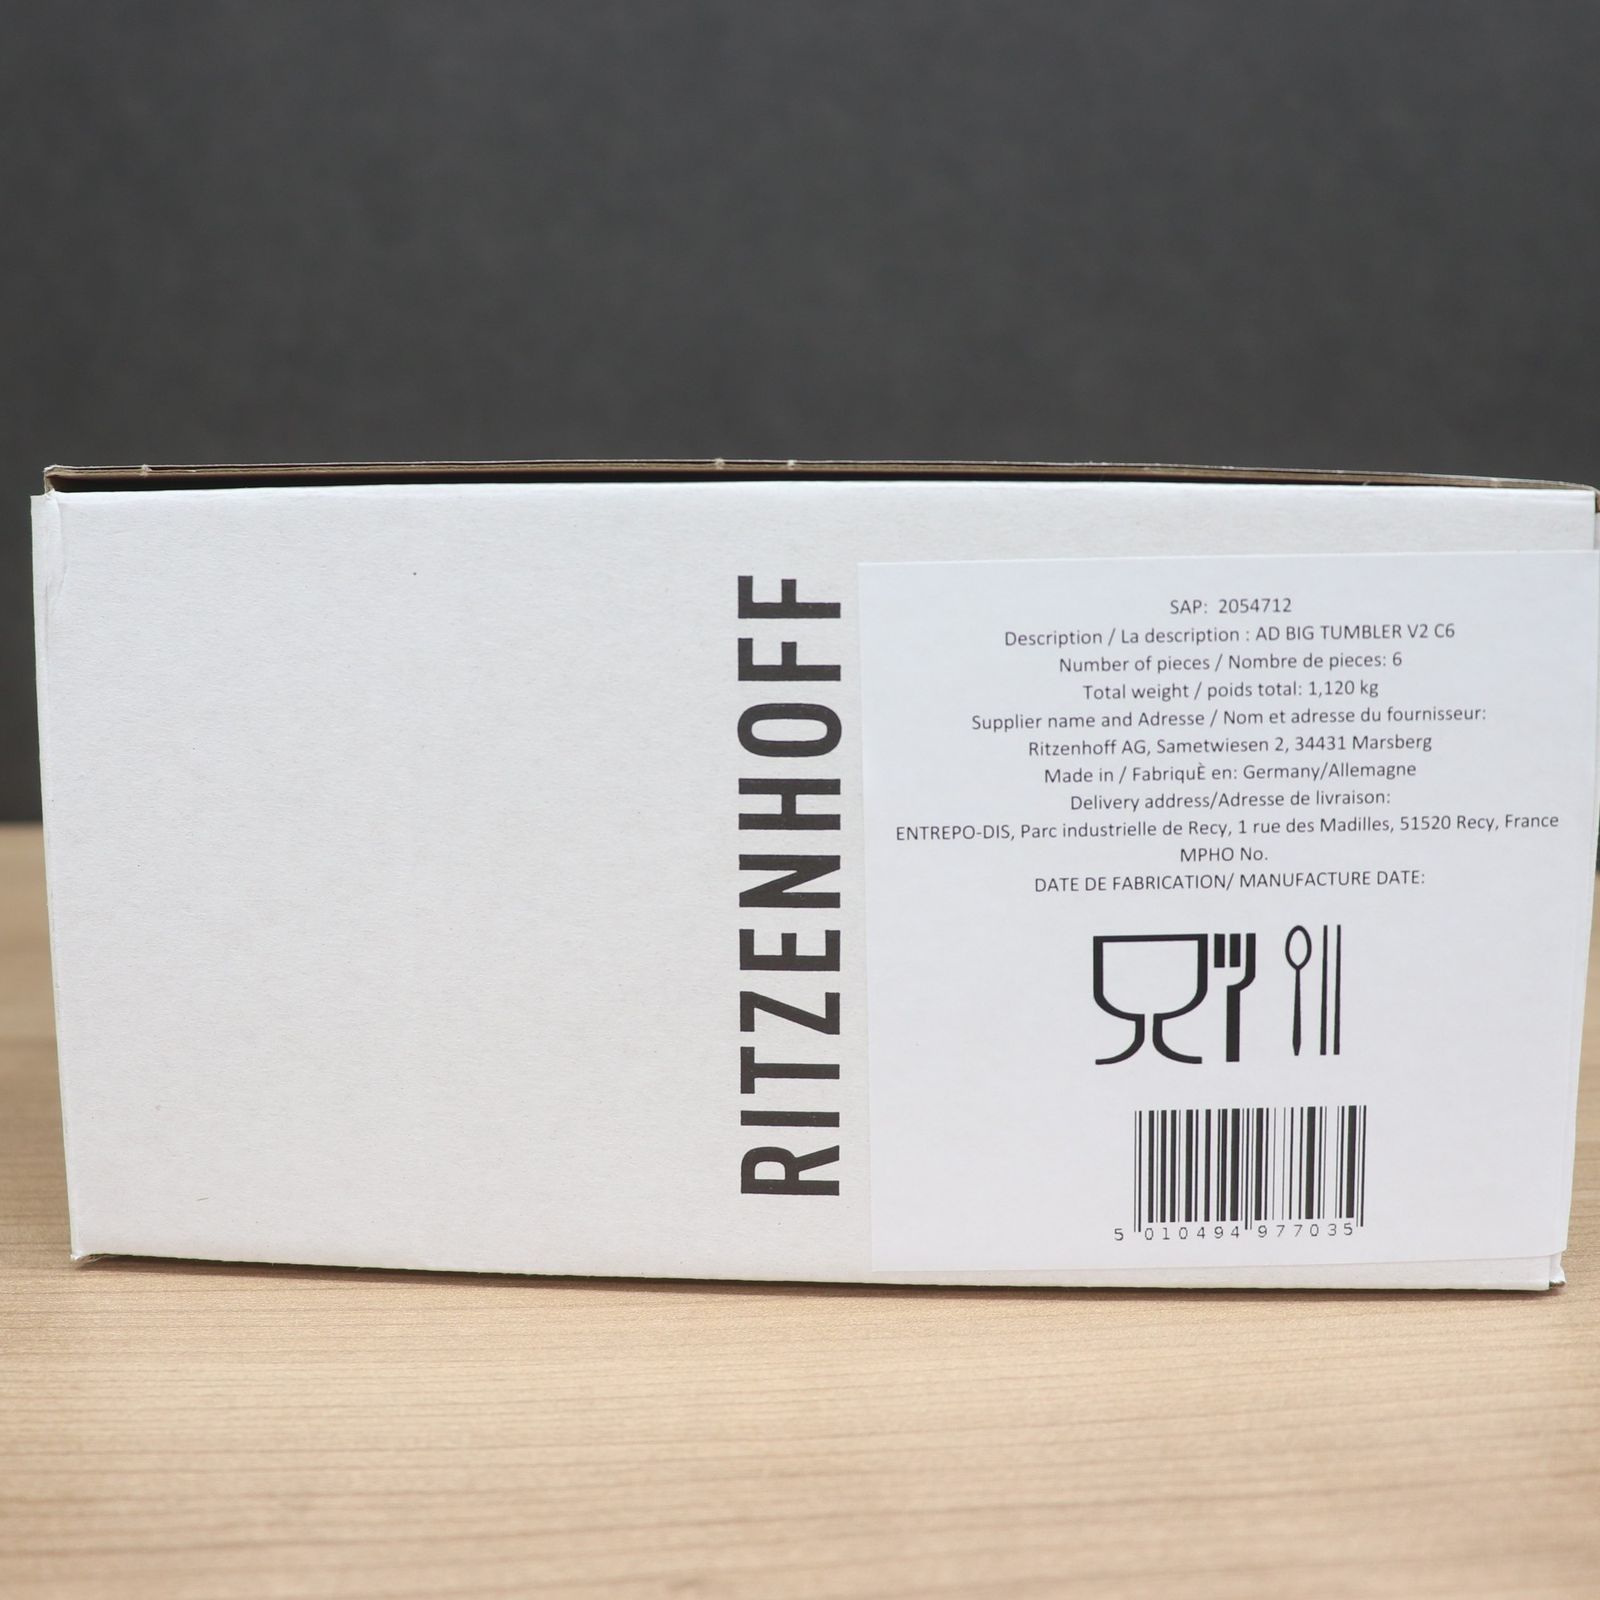 RITZENHOFF
SAP: 2054712
Description / La description : AD BIG TUMBLER V2 C6
Number of pieces / Nombre de pieces: 6
Total weight / poids total: 1,120 kg
Supplier name and Adresse / Nom et adresse du fournisseur:
Ritzenhoff AG, Sametwiesen 2, 34431 Marsberg
Made in / FabriquÈ en: Germany/Allemagne
Delivery address/Adresse de livraison:
ENTREPO-DIS, Parc industrielle de Recy, 1 rue des Madilles, 51520 Recy, France
MPHO No.
DATE DE FABRICATION/ MANUFACTURE DATE:
5 010494 977035